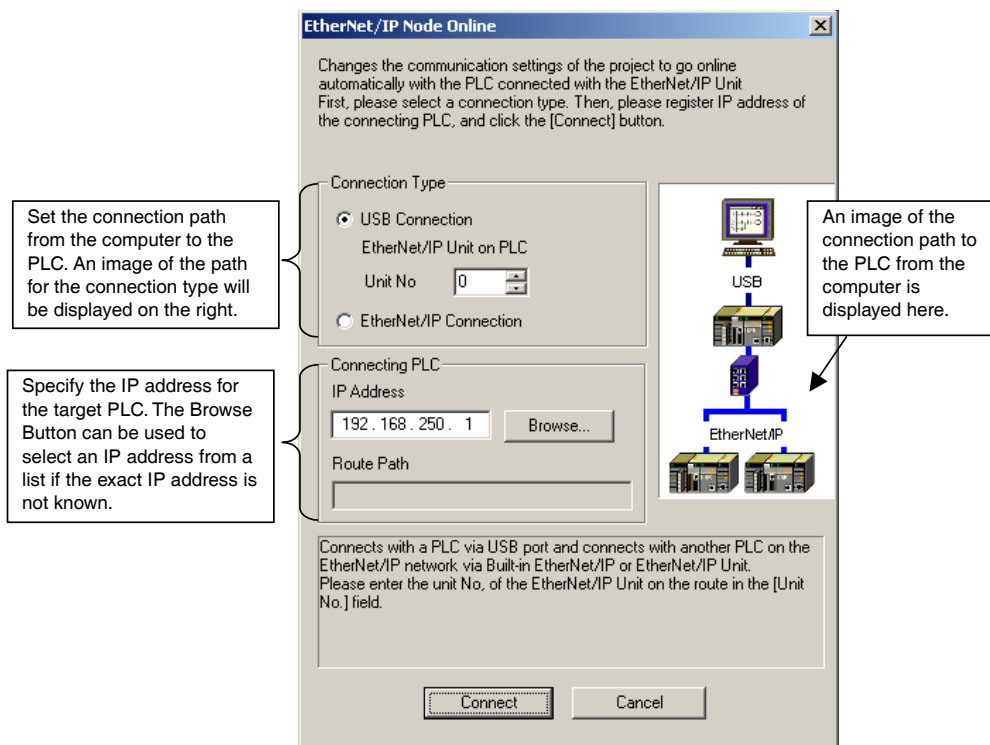 EtherNet/IP Node Online
Changes the communication settings of the project to go online
automatically with the PLC connected with the EtherNet/IP Unit
First, please select a connection type. Then, please register IP address of
the connecting PLC, and click the [Connect] button.
Connection Type
USB Connection
EtherNet/IP Unit on PLC
Unit No 0
EtherNet/IP Connection
Set the connection path
from the computer to the
PLC. An image of the path
for the connection type will
be displayed on the right.
USB
EtherNet/IP
An image of the
connection path to
the PLC from the
computer is
displayed here.
Connecting PLC
IP Address
192 . 168 . 250 . 1 Browse...
Route Path
Specify the IP address for
the target PLC. The Browse
Button can be used to
select an IP address from a
list if the exact IP address is
not known.
Connects with a PLC via USB port and connects with another PLC on the
EtherNet/IP network via Built-in EtherNet/IP or EtherNet/IP Unit.
Please enter the unit No, of the EtherNet/IP Unit on the route in the [Unit
No.] field.
Connect Cancel